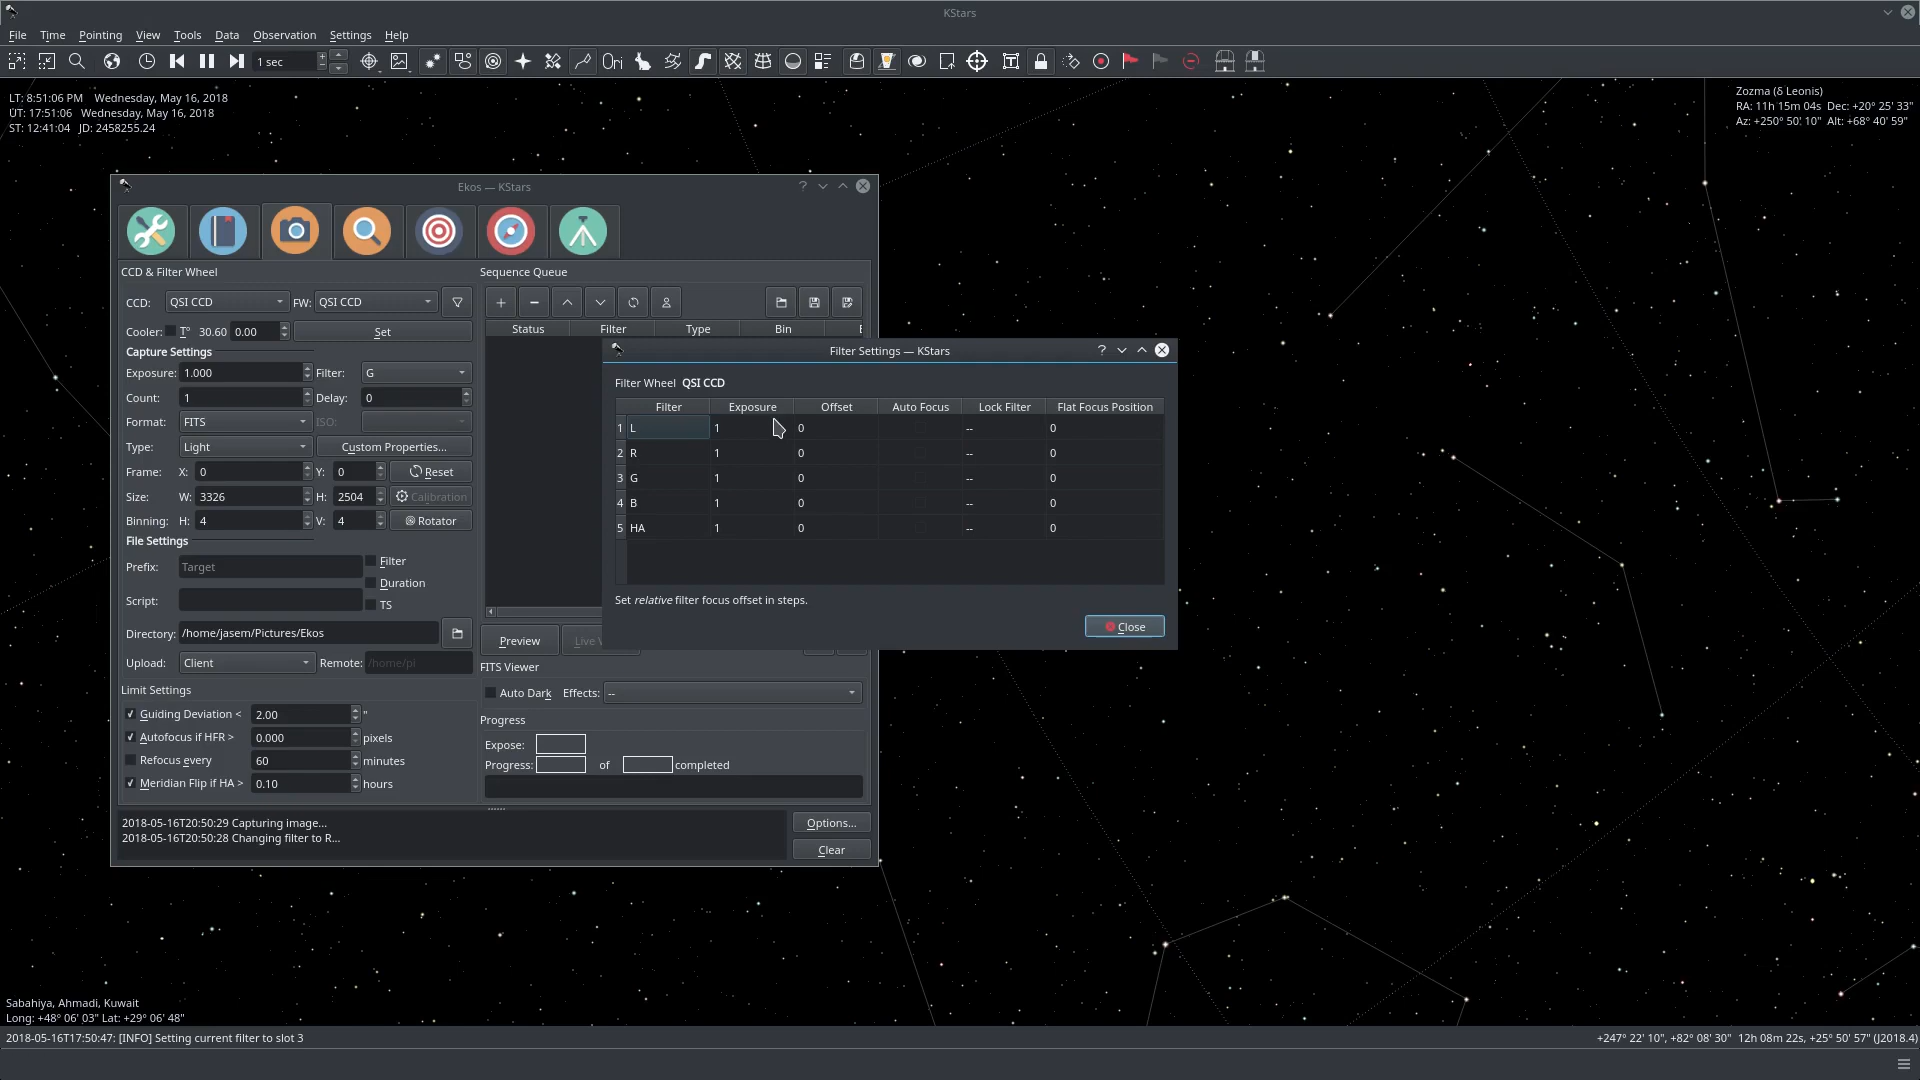 KStars
File Time Pointing View Tools Data Observation Settings Help
1 sec
LT: 8:51:06 PM Wednesday, May 16, 2018
UT: 17:51:06 Wednesday, May 16, 2018
ST: 12:41:04 JD: 2458255.24
Zozma (δ Leonis)
RA: 11h 15m 04s Dec: +20° 25' 33"
Az: +250° 50' 10" Alt: +68° 40' 59"
Ekos — KStars
CCD & Filter Wheel
CCD: QSI CCD FW: QSI CCD
Cooler: T° 30.60 0.00 Set
Capture Settings
Exposure: 1.000 Filter: G
Count: 1 Delay: 0
Format: FITS ISO:
Type: Light Custom Properties...
Frame: X: 0 Y: 0 Reset
Size: W: 3326 H: 2504 Calibration
Binning: H: 4 V: 4 Rotator
File Settings
Prefix: Target Filter
Duration
Script: TS
Directory: /home/jasem/Pictures/Ekos
Upload: Client Remote: /home/pi
Limit Settings
Guiding Deviation < 2.00 "
Autofocus if HFR > 0.000 pixels
Refocus every 60 minutes
Meridian Flip if HA > 0.10 hours
Sequence Queue
Status Filter Type Bin
Filter Settings — KStars
Filter Wheel QSI CCD
Filter Exposure Offset Auto Focus Lock Filter Flat Focus Position
1 L 1 0 -- 0
2 R 1 0 -- 0
3 G 1 0 -- 0
4 B 1 0 -- 0
5 HA 1 0 -- 0
Set relative filter focus offset in steps.
Close
Preview Live
FITS Viewer
Auto Dark Effects: --
Progress
Expose:
Progress: of completed
2018-05-16T20:50:29 Capturing image...
2018-05-16T20:50:28 Changing filter to R...
Options...
Clear
Sabahiya, Ahmadi, Kuwait
Long: +48° 06' 03" Lat: +29° 06' 48"
2018-05-16T17:50:47: [INFO] Setting current filter to slot 3
+247° 22' 10", +82° 08' 30" 12h 08m 22s, +25° 50' 57" (J2018.4)